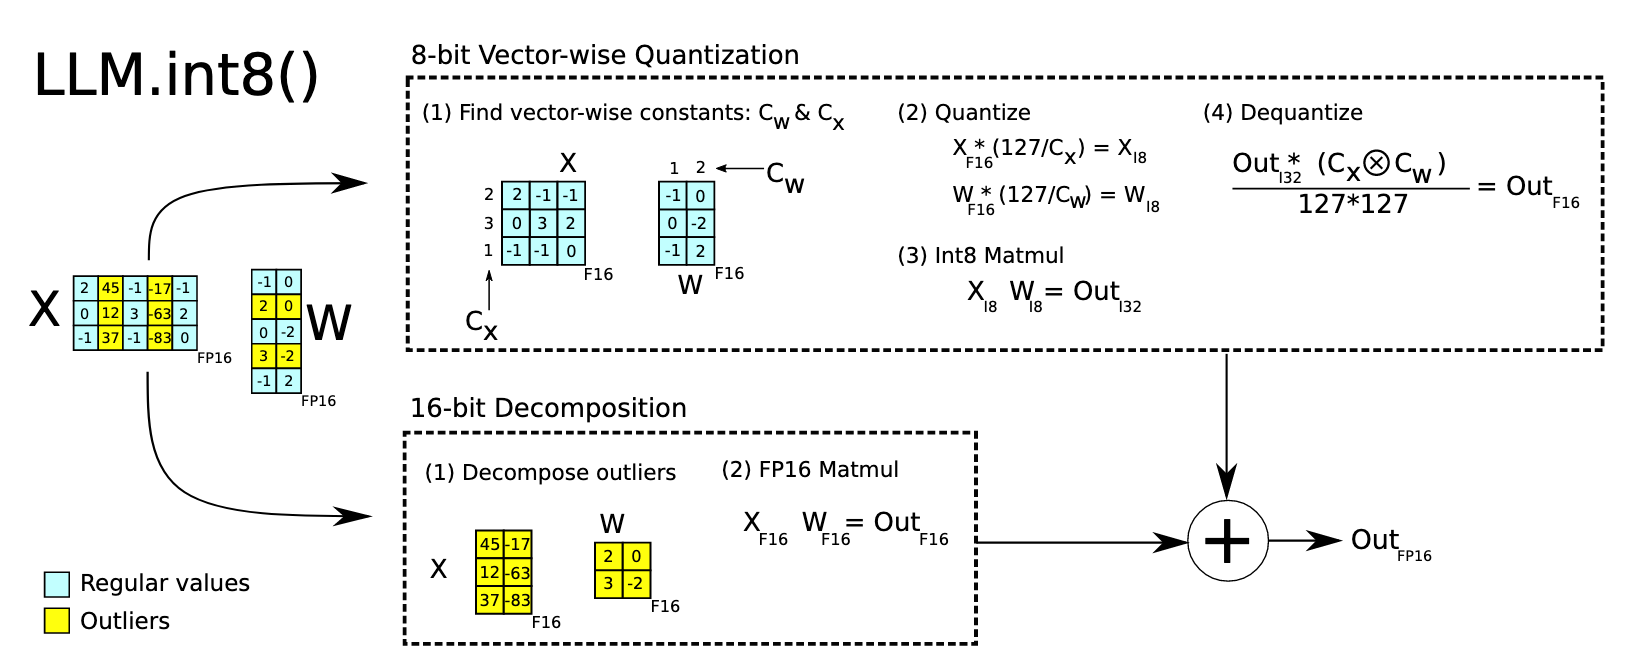 LLM.int8()
8-bit Vector-wise Quantization
(1) Find vector-wise constants: Cw & Cx
(2) Quantize
(4) Dequantize
X
2 2 -1 -1
3 0 3 2
1 -1 -1 0
F16
Cx
1 2
Cw
-1 0
0 -2
-1 2
F16
W
XF16 * (127/Cx) = XI8
WF16 * (127/Cw) = WI8
(3) Int8 Matmul
XI8 WI8 = OutI32
OutI32 * (Cx⊗Cw)
127*127
= OutF16
X
2 45 -1 -17 -1
0 12 3 -63 2
-1 37 -1 -83 0
FP16
-1 0
2 0
0 -2
3 -2
-1 2
W
FP16
16-bit Decomposition
(1) Decompose outliers
(2) FP16 Matmul
X
45 -17
12 -63
37 -83
F16
W
2 0
3 -2
F16
XF16 WF16 = OutF16
+
OutFP16
Regular values
Outliers